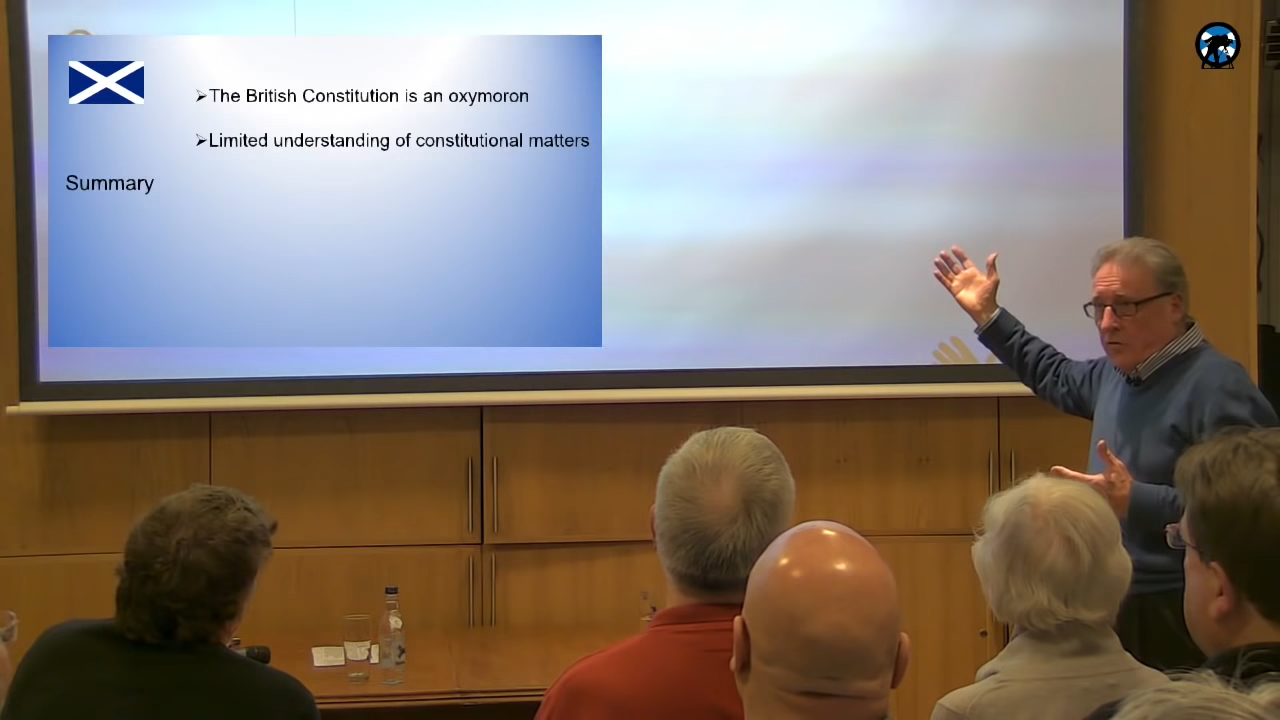 ➢The British Constitution is an oxymoron
➢Limited understanding of constitutional matters
Summary